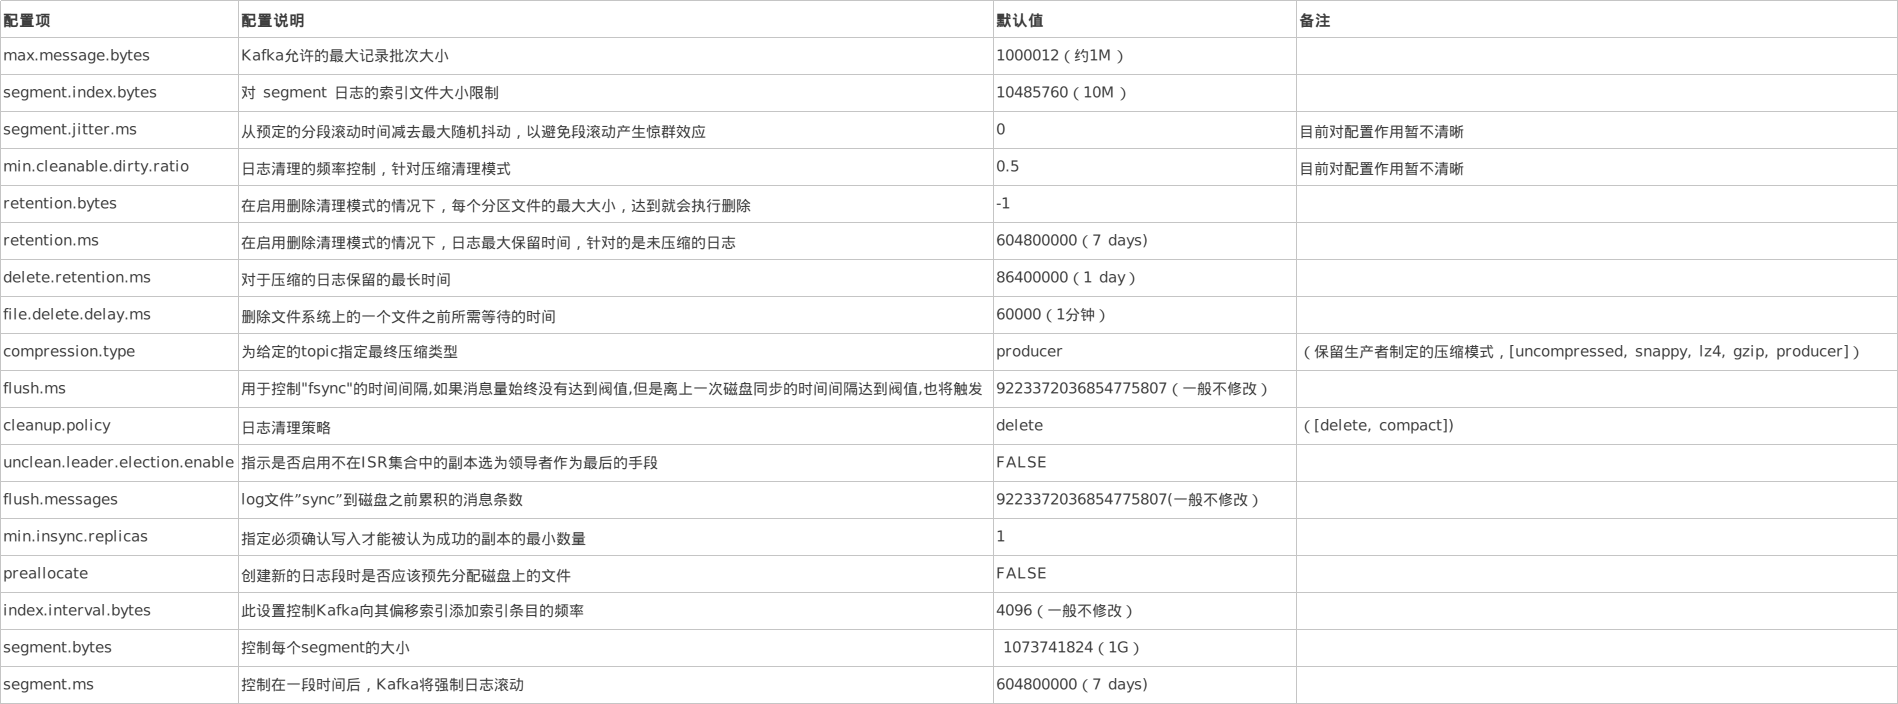 配置项 配置说明 默认值 备注
max.message.bytes Kafka允许的最大记录批次大小 1000012（约1M ）
segment.index.bytes 对 segment 日志的索引文件大小限制 10485760（10M ）
segment.jitter.ms 从预定的分段滚动时间减去最大随机抖动，以避免段滚动产生惊群效应 0 目前对配置作用暂不清晰
min.cleanable.dirty.ratio 日志清理的频率控制，针对压缩清理模式 0.5 目前对配置作用暂不清晰
retention.bytes 在启用删除清理模式的情况下，每个分区文件的最大大小，达到就会执行删除 -1
retention.ms 在启用删除清理模式的情况下，日志最大保留时间，针对的是未压缩的日志 604800000（7 days)
delete.retention.ms 对于压缩的日志保留的最长时间 86400000（1 day）
file.delete.delay.ms 删除文件系统上的一个文件之前所需等待的时间 60000（1分钟）
compression.type 为给定的topic指定最终压缩类型 producer （保留生产者制定的压缩模式，[uncompressed, snappy, lz4, gzip, producer]）
flush.ms 用于控制"fsync"的时间间隔,如果消息量始终没有达到阀值,但是离上一次磁盘同步的时间间隔达到阀值,也将触发 9223372036854775807（一般不修改）
cleanup.policy 日志清理策略 delete （[delete, compact])
unclean.leader.election.enable 指示是否启用不在ISR集合中的副本选为领导者作为最后的手段 FALSE
flush.messages log文件”sync”到磁盘之前累积的消息条数 9223372036854775807(一般不修改）
min.insync.replicas 指定必须确认写入才能被认为成功的副本的最小数量 1
preallocate 创建新的日志段时是否应该预先分配磁盘上的文件 FALSE
index.interval.bytes 此设置控制Kafka向其偏移索引添加索引条目的频率 4096（一般不修改）
segment.bytes 控制每个segment的大小 1073741824（1G）
segment.ms 控制在一段时间后，Kafka将强制日志滚动 604800000（7 days)